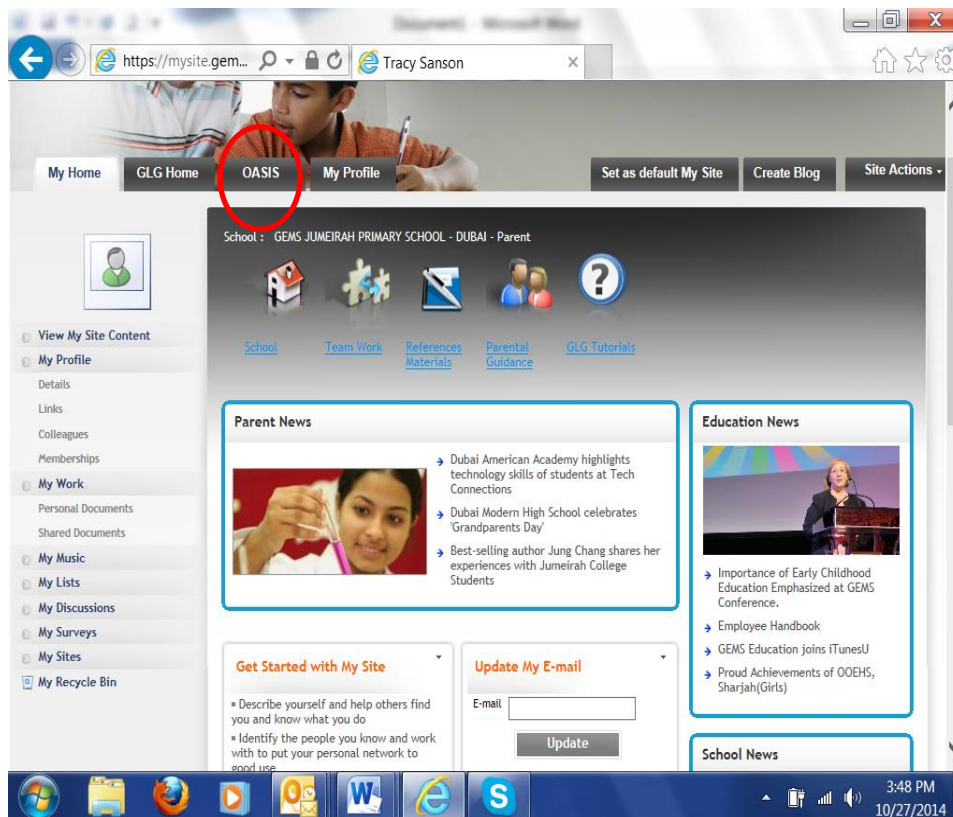 Document1 - Microsoft Word
https://mysite.gem...
Tracy Sanson
My Home
GLG Home
OASIS
My Profile
Set as default My Site
Create Blog
Site Actions
School : GEMS JUMEIRAH PRIMARY SCHOOL - DUBAI - Parent
School
Team Work
References
Materials
Parental
Guidance
GLG Tutorials
View My Site Content
My Profile
Details
Links
Colleagues
Memberships
My Work
Personal Documents
Shared Documents
My Music
My Lists
My Discussions
My Surveys
My Sites
My Recycle Bin
Parent News
Dubai American Academy highlights
technology skills of students at Tech
Connections
Dubai Modern High School celebrates
'Grandparents Day'
Best-selling author Jung Chang shares her
experiences with Jumeirah College
Students
Education News
Importance of Early Childhood
Education Emphasized at GEMS
Conference.
Employee Handbook
GEMS Education joins iTunesU
Proud Achievements of OOEHS,
Sharjah(Girls)
Get Started with My Site
Describe yourself and help others find
you and know what you do
Identify the people you know and work
with to put your personal network to
good use
Update My E-mail
E-mail
Update
School News
3:48 PM
10/27/2014